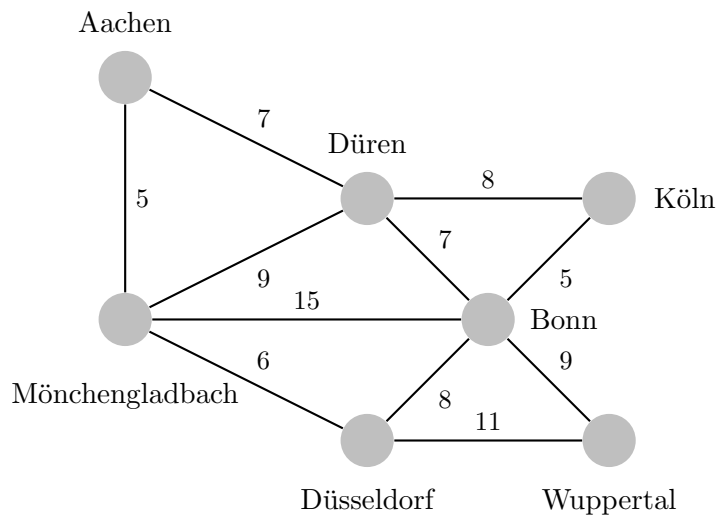 Aachen
7
Düren
5
8
Köln
7
9
5
15
Bonn
6
9
Mönchengladbach
8
11
Düsseldorf
Wuppertal